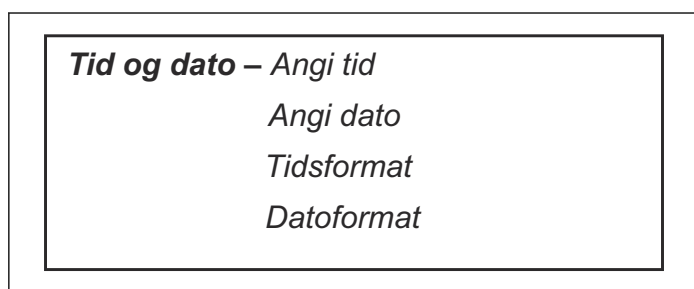 Tid og dato – Angi tid
Angi dato
Tidsformat
Datoformat